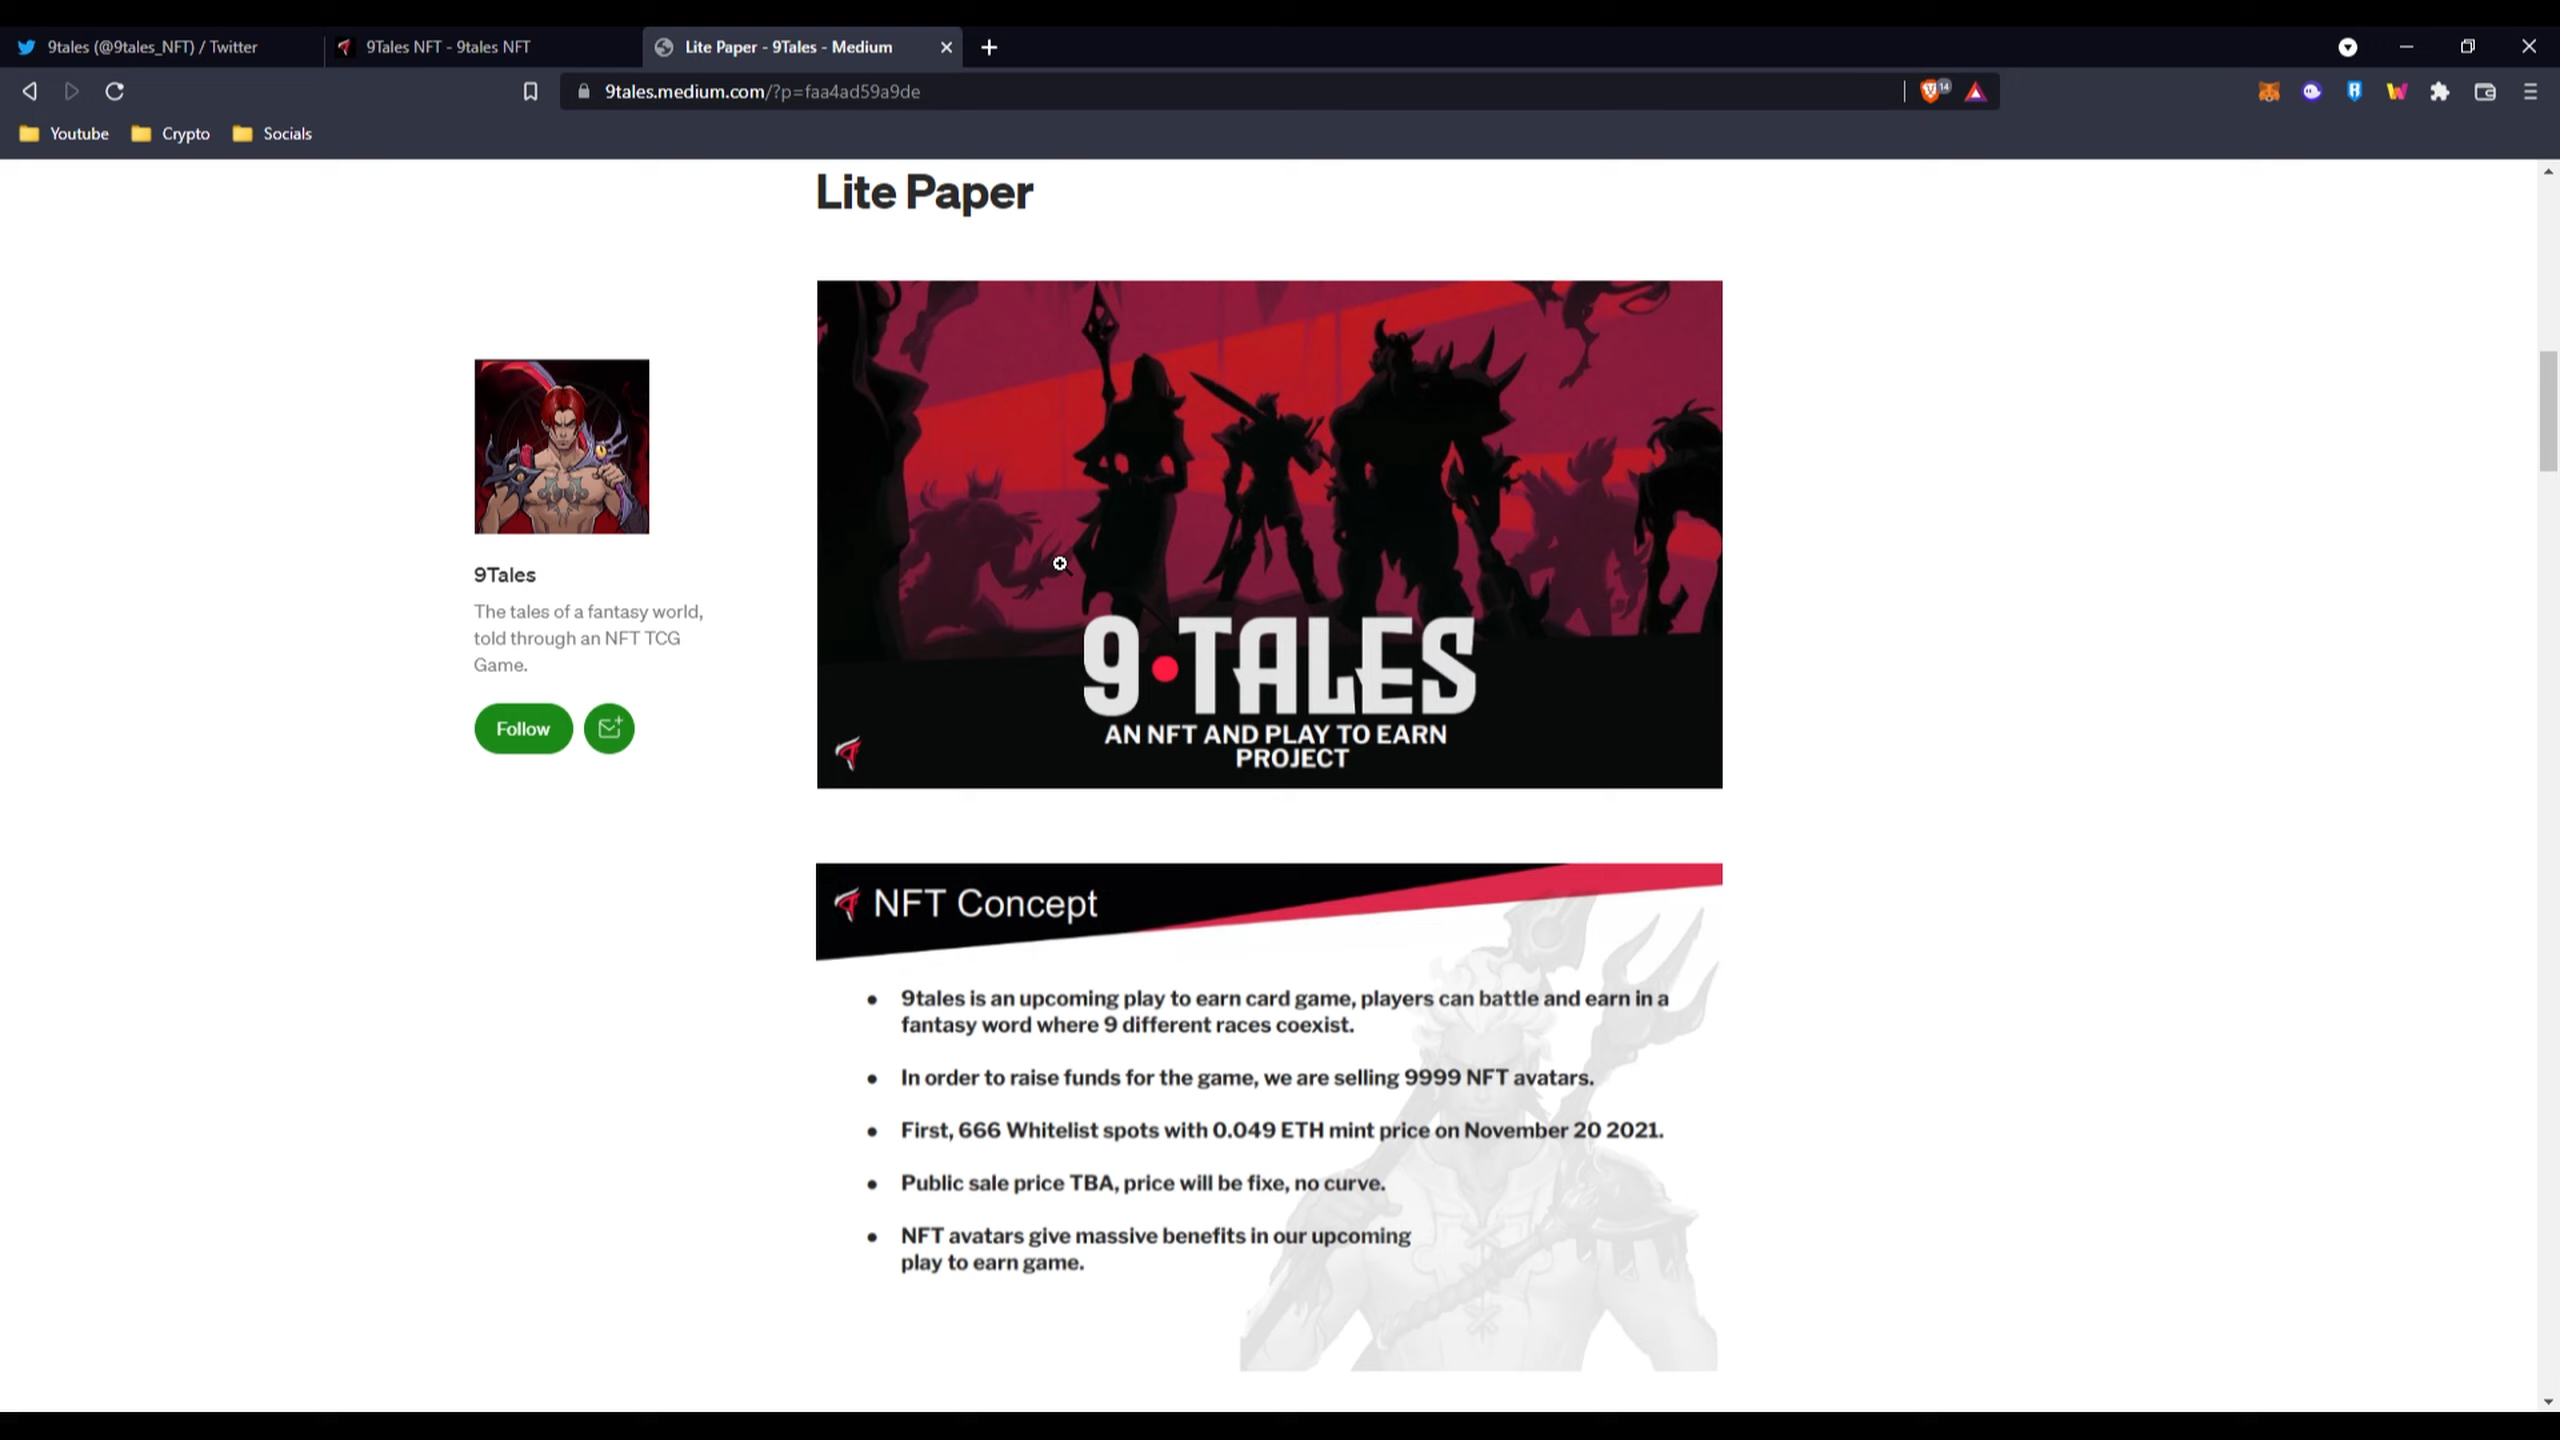 9tales (@9tales_NFT) / Twitter
9Tales NFT - 9tales NFT
Lite Paper - 9Tales - Medium
9tales.medium.com/?p=faa4ad59a9de
14
Youtube
Crypto
Socials
Lite Paper
9Tales
The tales of a fantasy world,
told through an NFT TCG
Game.
Follow
9•TALES
AN NFT AND PLAY TO EARN
PROJECT
NFT Concept
• 9tales is an upcoming play to earn card game, players can battle and earn in a
fantasy word where 9 different races coexist.
• In order to raise funds for the game, we are selling 9999 NFT avatars.
• First, 666 Whitelist spots with 0.049 ETH mint price on November 20 2021.
• Public sale price TBA, price will be fixe, no curve.
• NFT avatars give massive benefits in our upcoming
play to earn game.